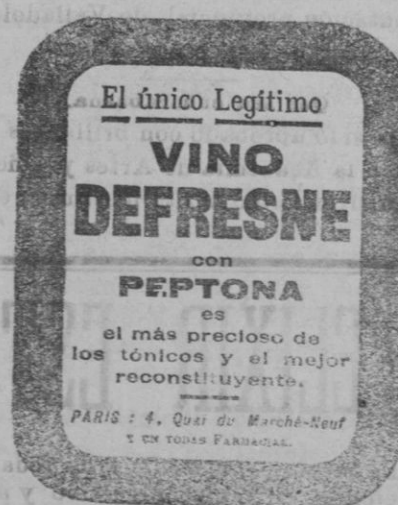 El único Legítimo
VINO
DEFRESNE
con
PEPTONA
es
el más precioso de
los tónicos y el mejor
reconstituyente.
PARIS : 4, Quai du Marché-Neuf
Y EN TODAS FARMACIAS.